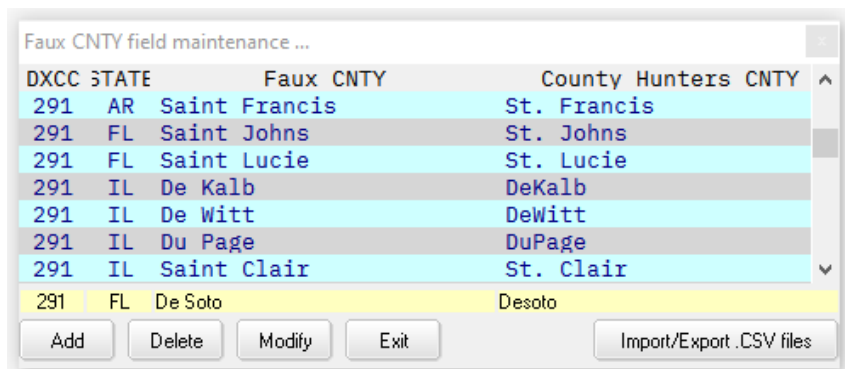 Faux CNTY field maintenance ... x
DXCC STATE Faux CNTY County Hunters CNTY
291 AR Saint Francis St. Francis
291 FL Saint Johns St. Johns
291 FL Saint Lucie St. Lucie
291 IL De Kalb DeKalb
291 IL De Witt DeWitt
291 IL Du Page DuPage
291 IL Saint Clair St. Clair
291 FL De Soto Desoto
Add Delete Modify Exit Import/Export .CSV files